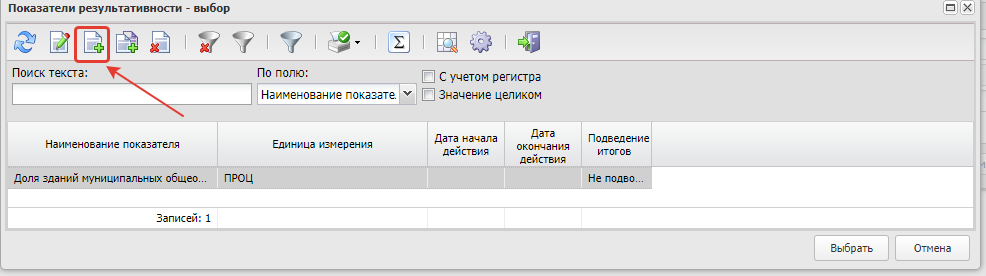 Показатели результативности - выбор
Поиск текста:
По полю:
С учетом регистра
Наименование показате
Значение целиком
Наименование показателя
Единица измерения
Дата начала
действия
Дата
окончания
действия
Подведение
итогов
Доля зданий муниципальных общео...
ПРОЦ
Не подво...
Записей: 1
Выбрать
Отмена